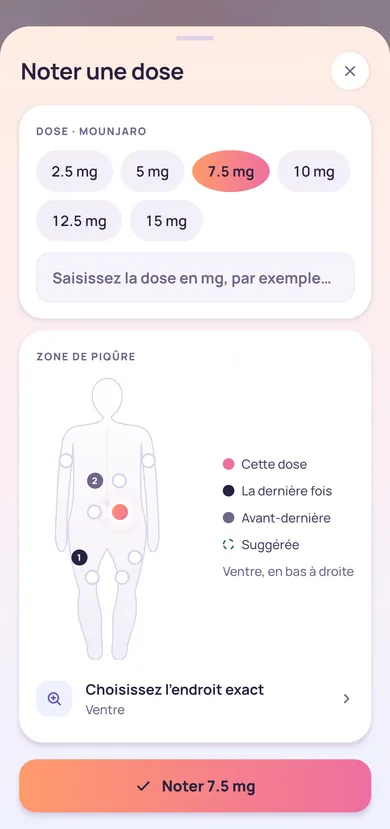 Noter une dose
DOSE · MOUNJARO
2.5 mg
5 mg
7.5 mg
10 mg
12.5 mg
15 mg
Saisissez la dose en mg, par exemple…
ZONE DE PIQÛRE
2
1
Cette dose
La dernière fois
Avant-dernière
Suggérée
Ventre, en bas à droite
Choisissez l'endroit exact
Ventre
Noter 7.5 mg